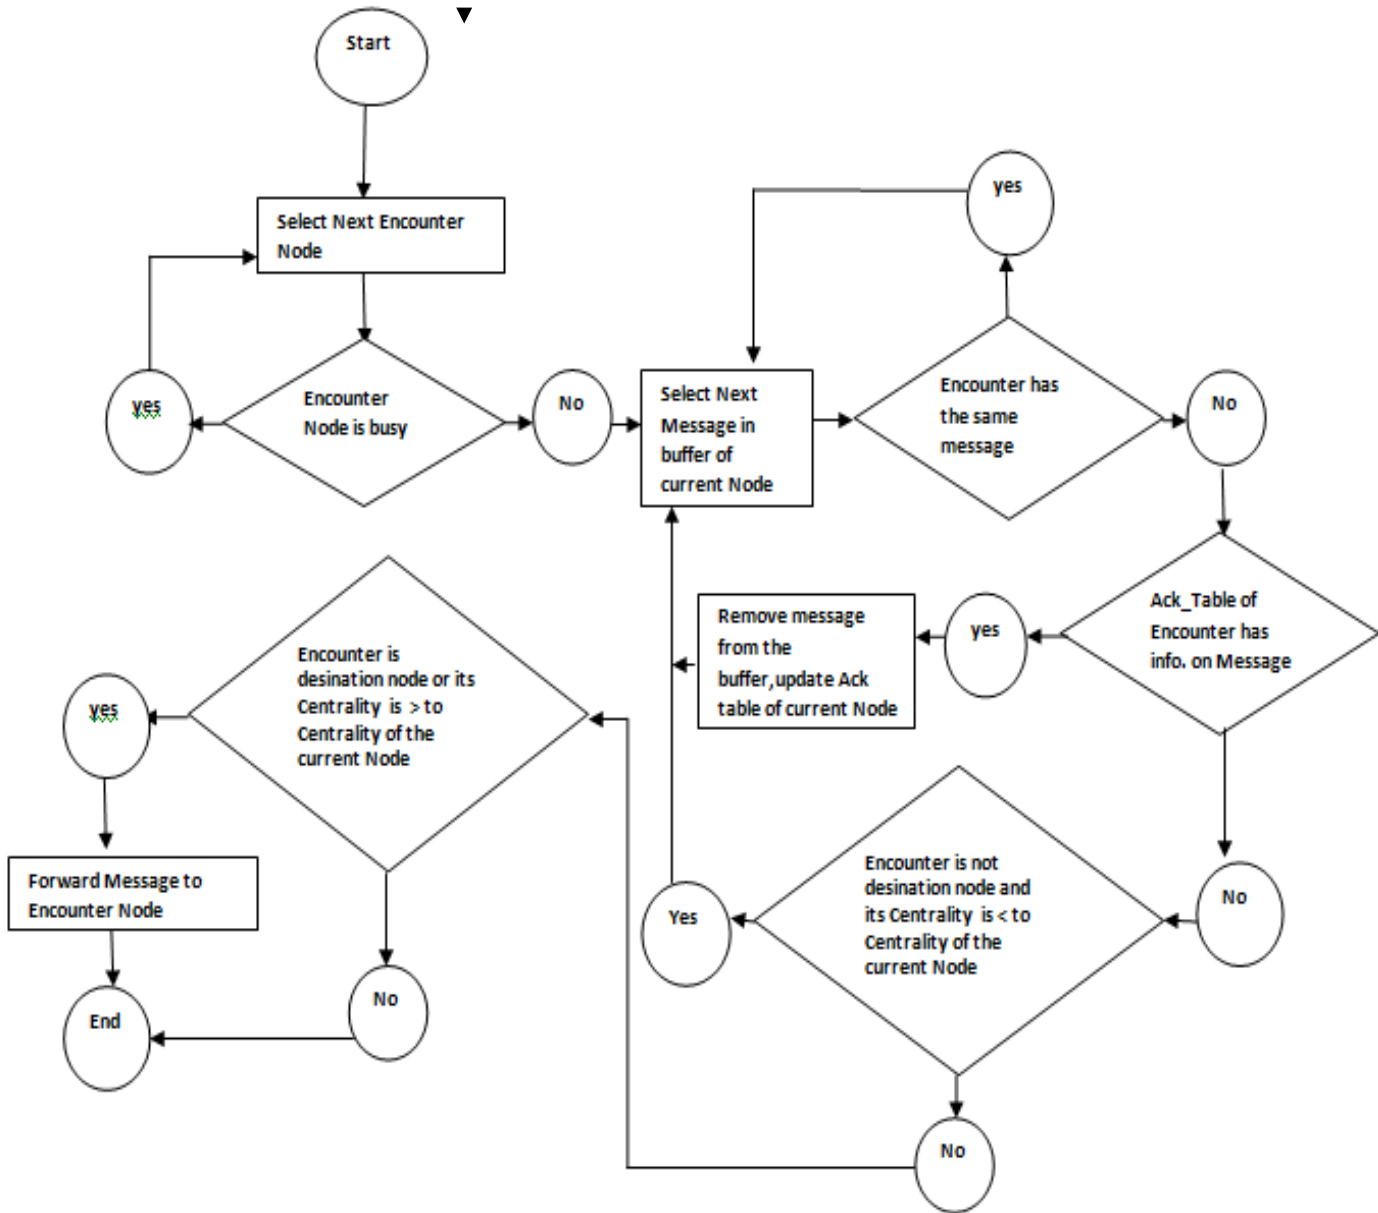 Start
Select Next Encounter
Node
Encounter
Node is busy
yes
No
Select Next
Message in
buffer of
current Node
Encounter has
the same
message
yes
No
Ack_Table of
Encounter has
info. on Message
yes
Remove message
from the
buffer,update Ack
table of current Node
No
Encounter is not
desination node and
its Centrality is < to
Centrality of the
current Node
Yes
No
Encounter is
desination node or its
Centrality is > to
Centrality of the
current Node
yes
Forward Message to
Encounter Node
No
End